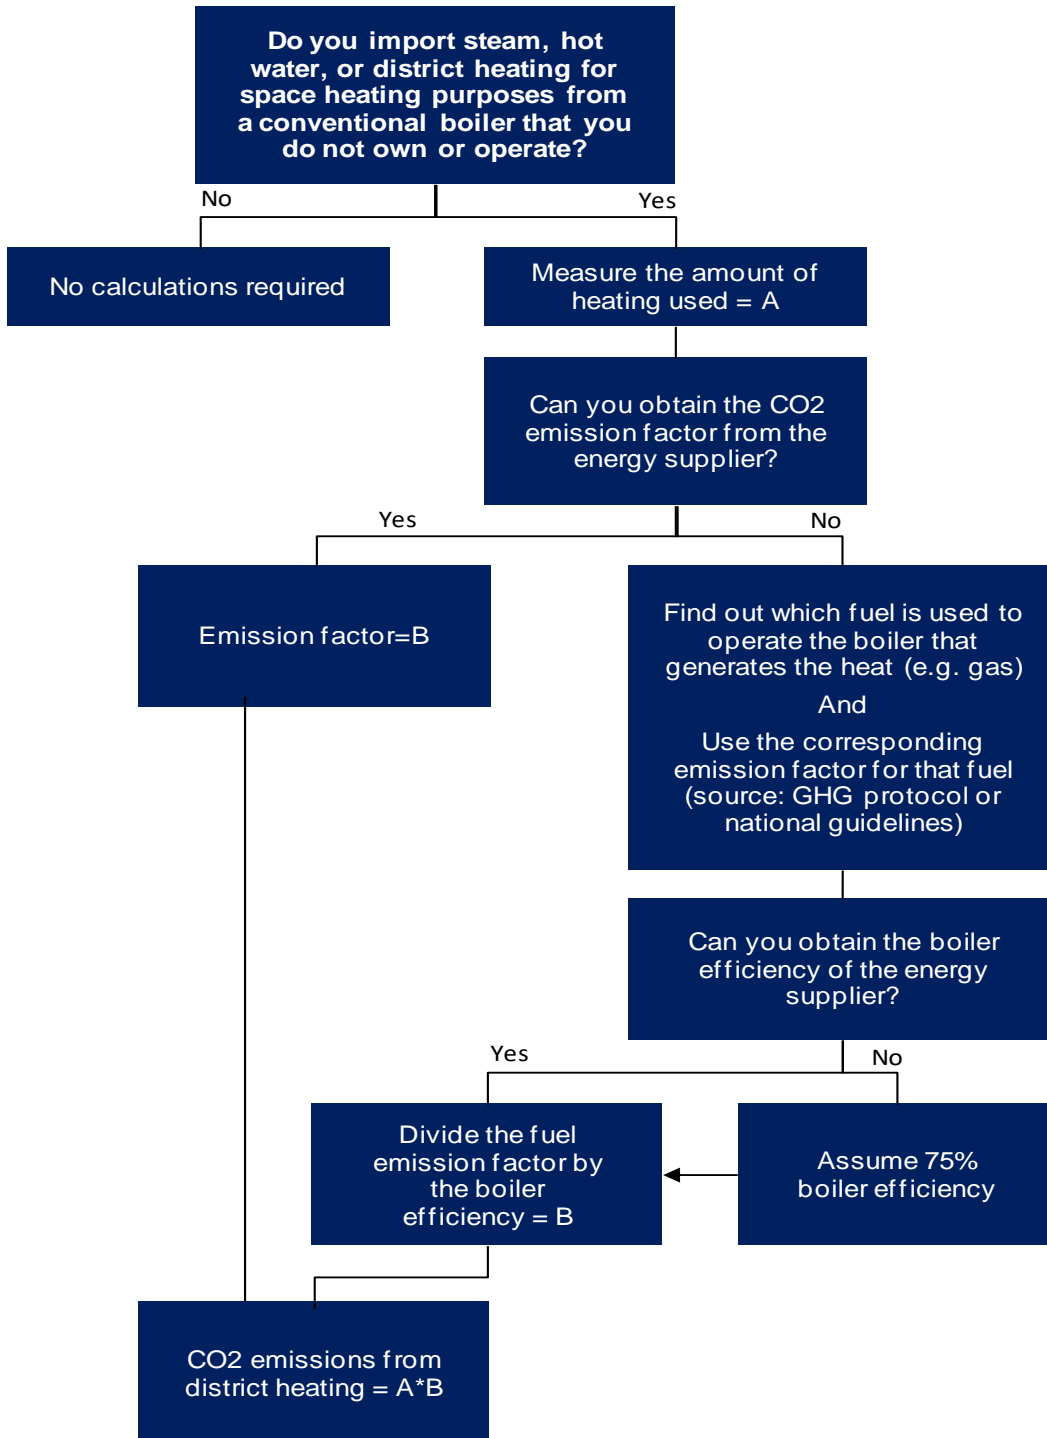 Do you import steam, hot
water, or district heating for
space heating purposes from
a conventional boiler that you
do not own or operate?
No
Yes
No calculations required
Measure the amount of
heating used = A
Can you obtain the CO2
emission factor from the
energy supplier?
Yes
No
Emission factor=B
Find out which fuel is used to
operate the boiler that
generates the heat (e.g. gas)
And
Use the corresponding
emission factor for that fuel
(source: GHG protocol or
national guidelines)
Can you obtain the boiler
efficiency of the energy
supplier?
Yes
No
Divide the fuel
emission factor by
the boiler
efficiency = B
Assume 75%
boiler efficiency
CO2 emissions from
district heating = A*B